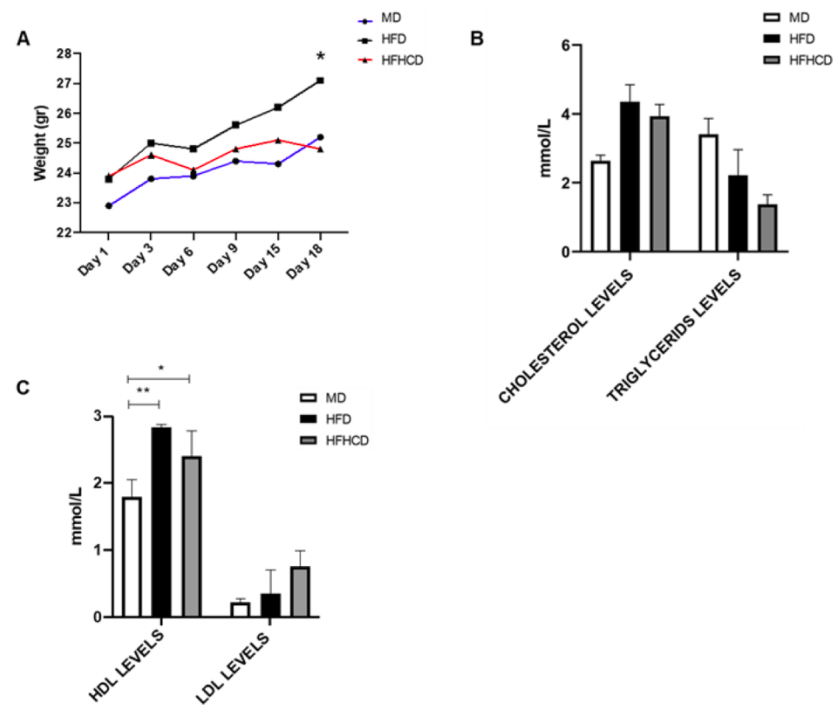 A
MD
HFD
HFHCD
*
Weight (gr)
28
27
26
25
24
23
22
Day 1
Day 3
Day 6
Day 9
Day 15
Day 18
B
MD
HFD
HFHCD
mmol/L
6
4
2
0
CHOLESTEROL LEVELS
TRIGLYCERIDS LEVELS
C
*
**
MD
HFD
HFHCD
mmol/L
3
2
1
0
HDL LEVELS
LDL LEVELS